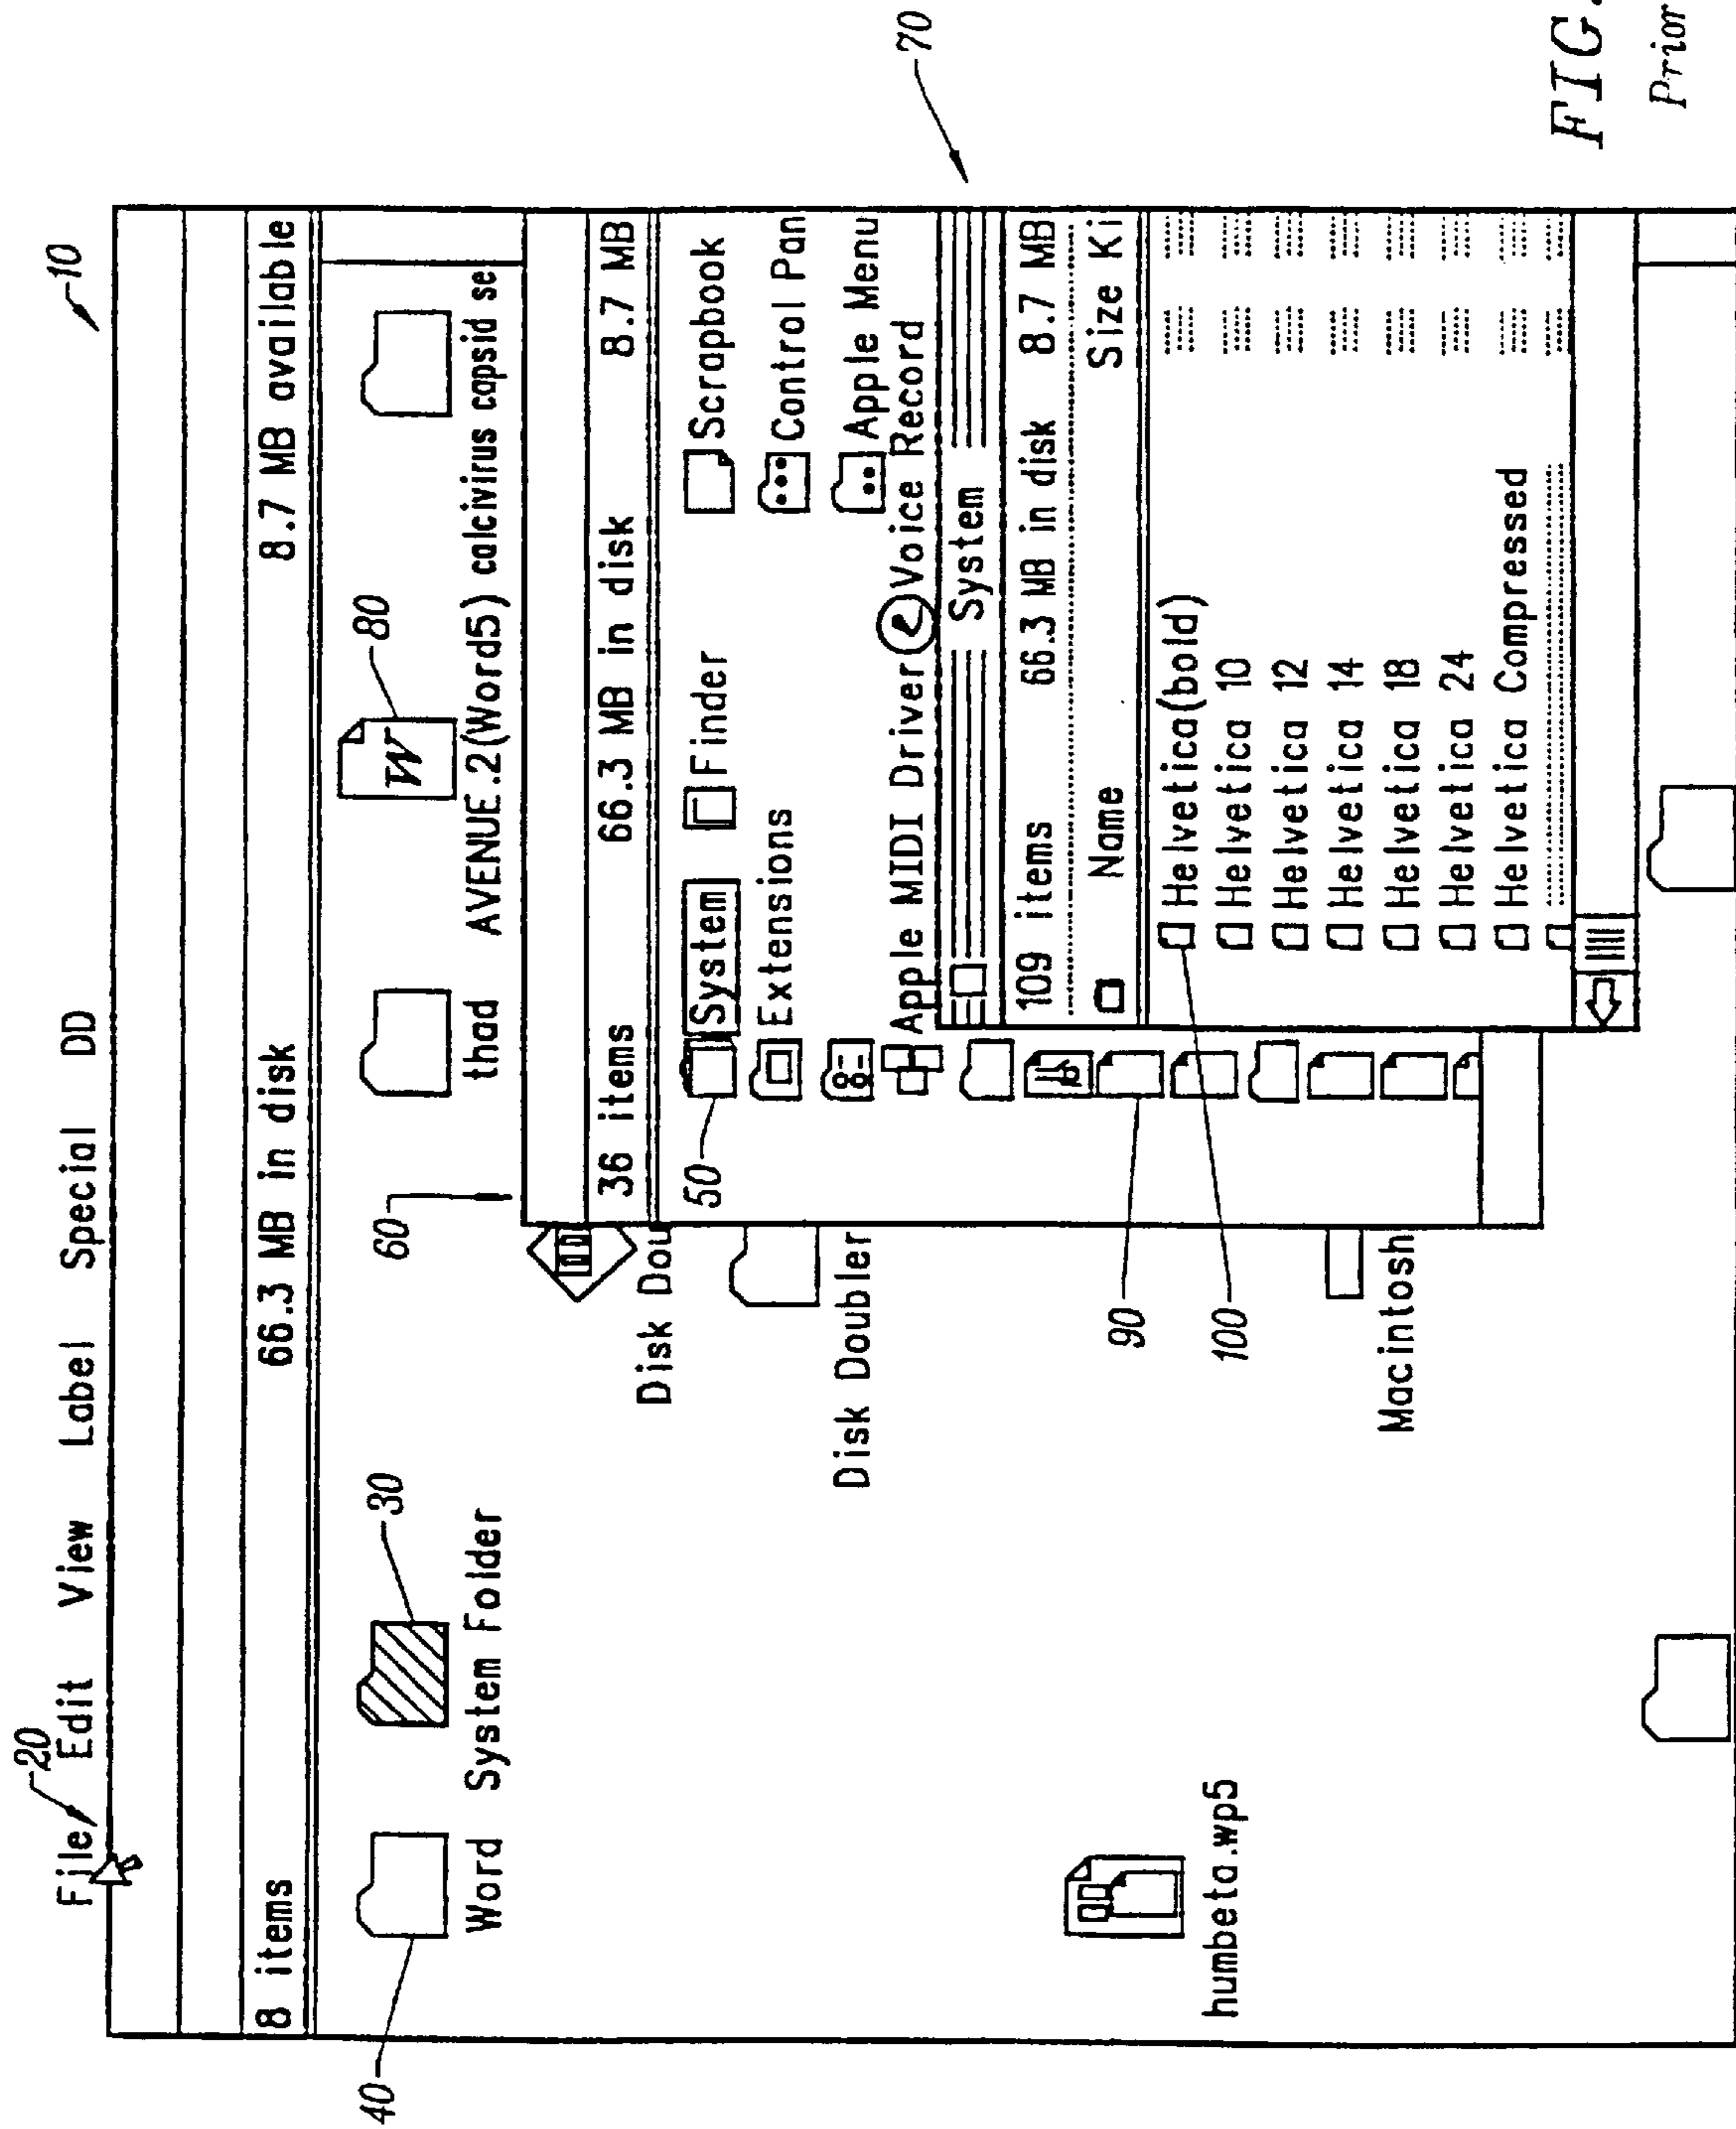 10
20
File Edit View Label Special DD
8 items 66.3 MB in disk 8.7 MB available
40
30
60
80
Word System Folder thad AVENUE.2(Word5) calcivirus capsid se
36 items 66.3 MB in disk 8.7 MB
Disk Dou
50
System Finder Scrapbook
Extensions Control Pan
Disk Doubler
Apple Menu
Apple MIDI Driver Voice Record
70
System
109 items 66.3 MB in disk 8.7 MB
90
Name Size Ki
100
Helvetica(bold)
humbeta.wp5
Helvetica 10
Helvetica 12
Helvetica 14
Macintosh
Helvetica 18
Helvetica 24
Helvetica Compressed
FIG.
Prior